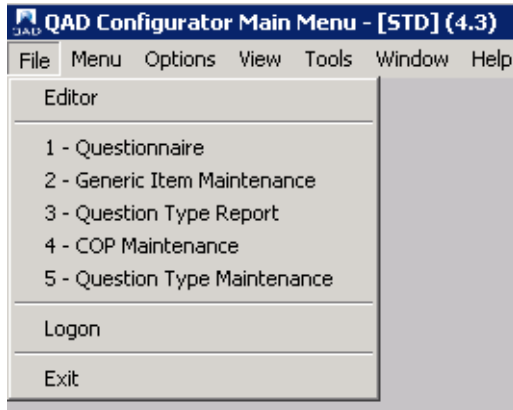 QAD QAD Configurator Main Menu - [STD] (4.3)
File Menu Options View Tools Window Help
Editor
1 - Questionnaire
2 - Generic Item Maintenance
3 - Question Type Report
4 - COP Maintenance
5 - Question Type Maintenance
Logon
Exit